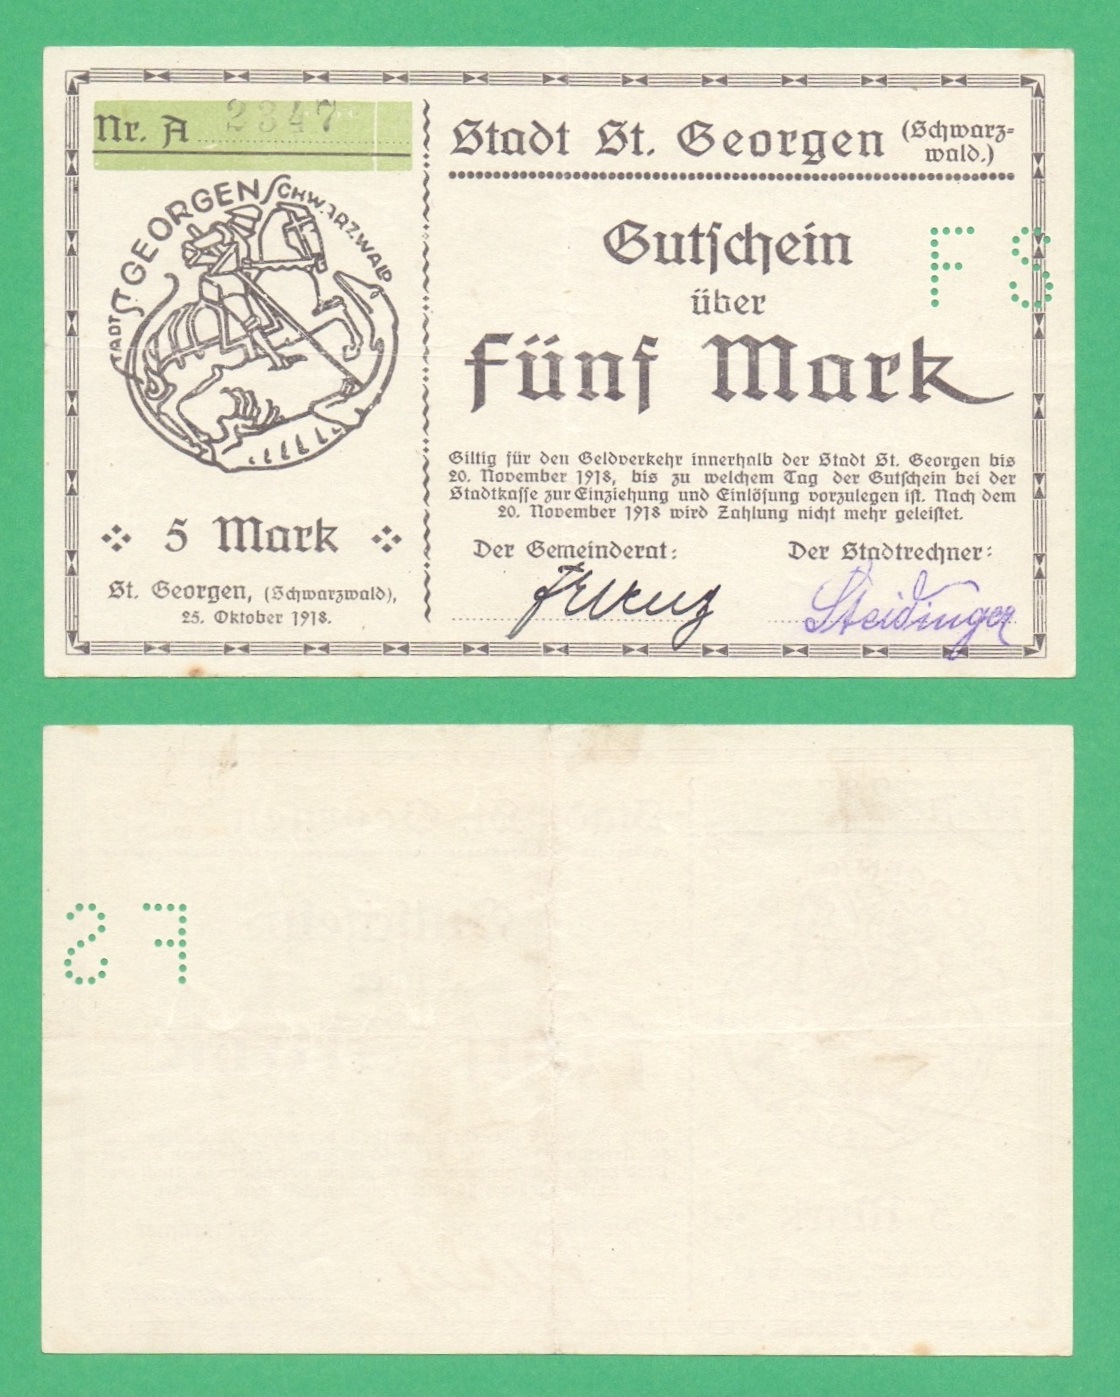 Nr. A 2347
STADT ST GEORGEN SCHWARZWALD
5 Mark
St. Georgen, (Schwarzwald),
25. Oktober 1918.
Stadt St. Georgen (Schwarz=
wald.)
Gutschein
über
Fünf Mark
F S
Giltig für den Geldverkehr innerhalb der Stadt St. Georgen bis
20. November 1918, bis zu welchem Tag der Gutschein bei der
Stadtkasse zur Einziehung und Einlösung vorzulegen ist. Nach dem
20. November 1918 wird Zahlung nicht mehr geleistet.
Der Gemeinderat: Der Stadtrechner:
Steidinger